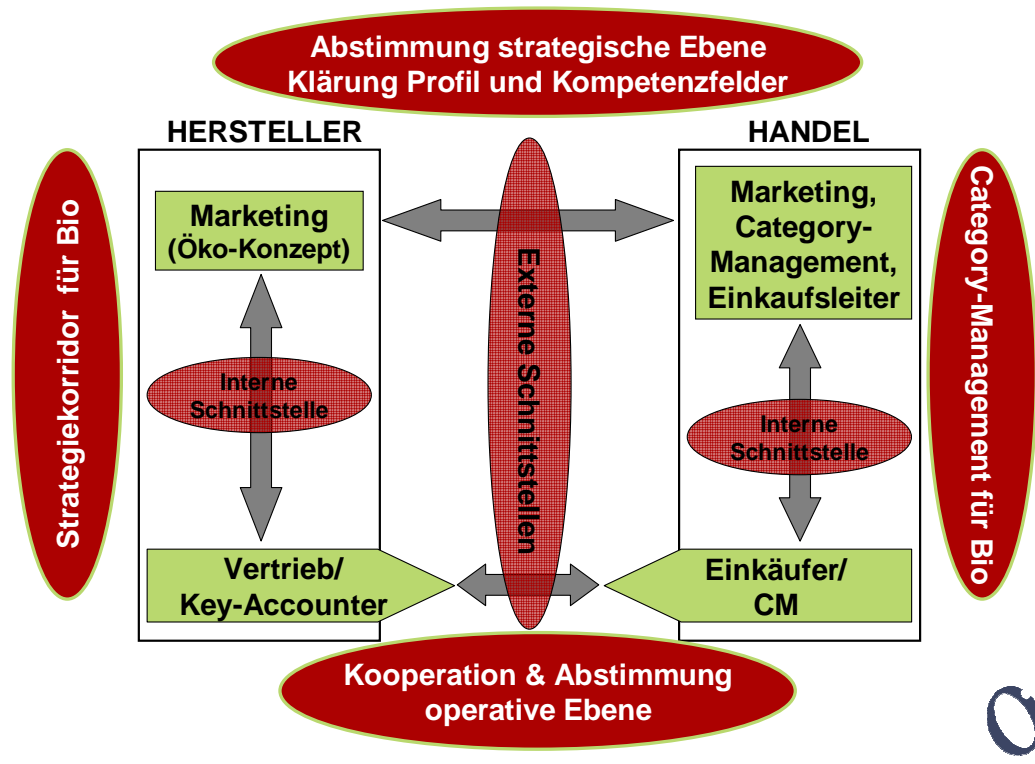 Abstimmung strategische Ebene
Klärung Profil und Kompetenzfelder
HERSTELLER
HANDEL
Strategiekorridor für Bio
Marketing
(Öko-Konzept)
Interne
Schnittstelle
Vertrieb/
Key-Accounter
Externe Schnittstellen
Marketing,
Category-
Management,
Einkaufsleiter
Interne
Schnittstelle
Einkäufer/
CM
Category-Management für Bio
Kooperation & Abstimmung
operative Ebene